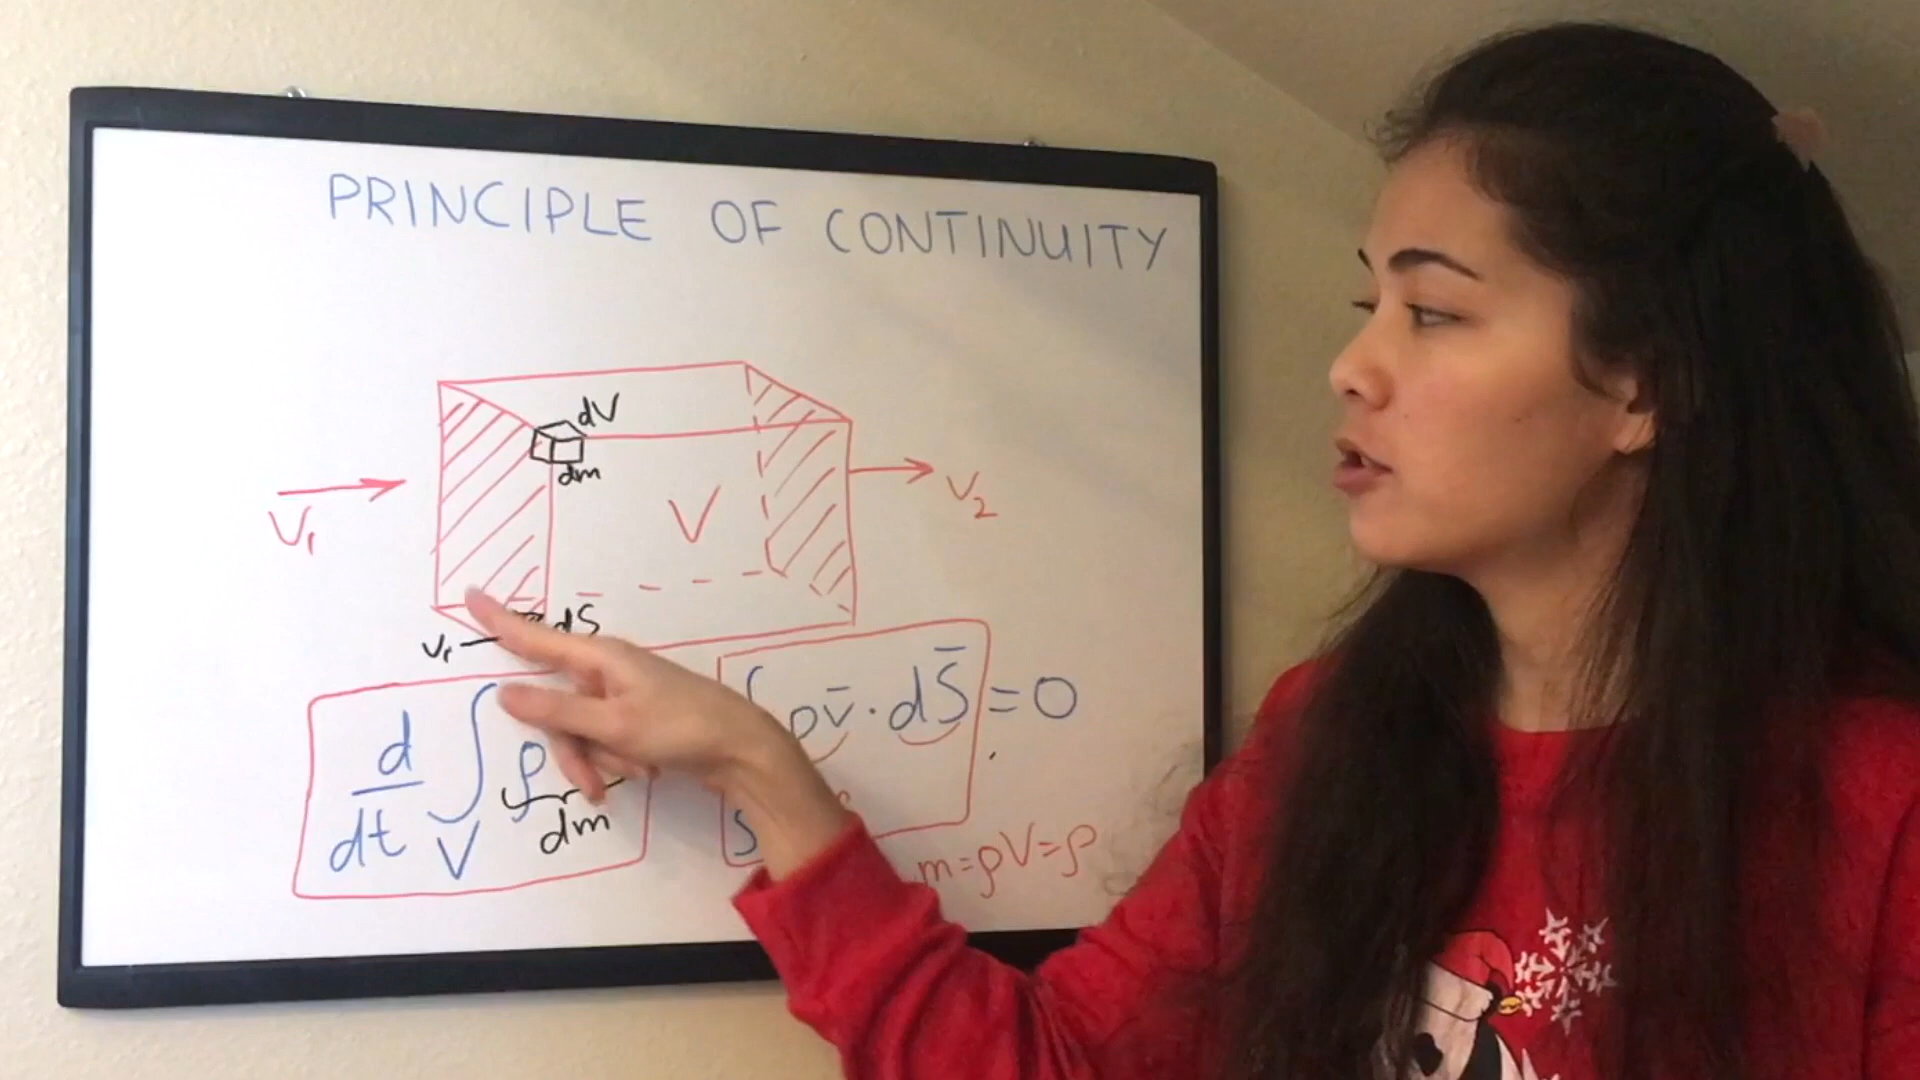 PRINCIPLE OF CONTINUITY
dV
dm
V₁
V
V₂
dS
V₁
d/dt ∫ ρ
V
dm
ρv̄ · dS̄ = 0
S
m=ρV=ρ